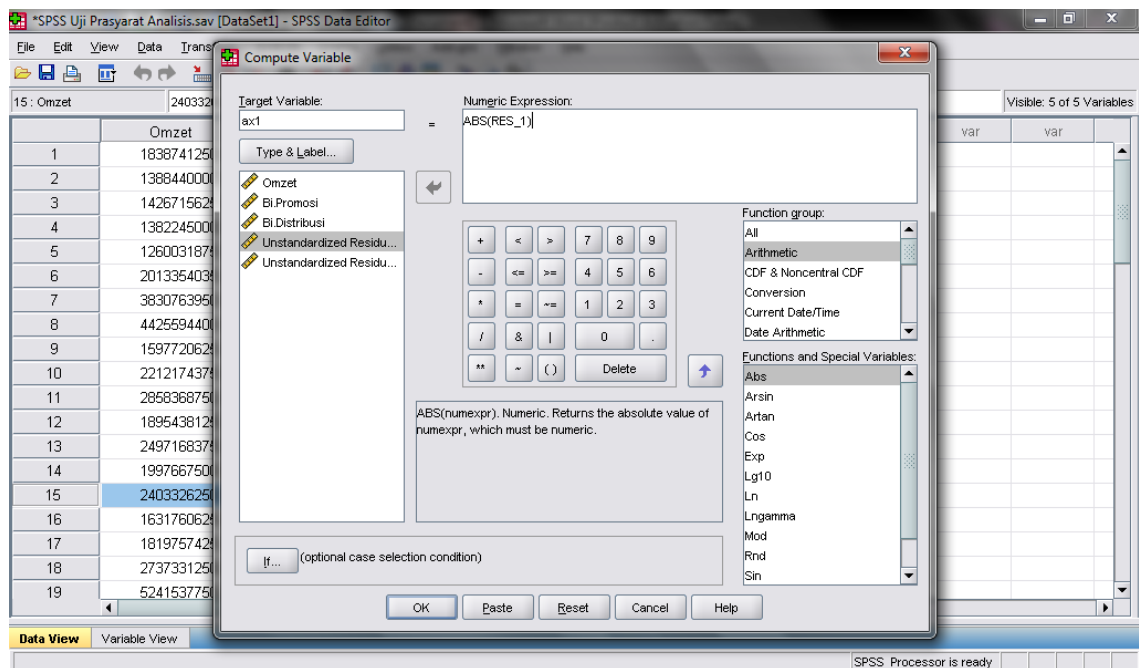 *SPSS Uji Prasyarat Analisis.sav [DataSet1] - SPSS Data Editor
File Edit View Data Trans
Compute Variable
15 : Omzet 240332
Visible: 5 of 5 Variables
Omzet
var var
1 1838741250
2 1388440000
3 142671562
4 1382245000
5 126003187
6 201335403
7 383076395
8 442559440
9 159772062
10 221217437
11 285836875
12 189543812
13 249716837
14 199766750
15 240332625
16 163176062
17 181975742
18 273733125
19 524153775
Target Variable:
ax1
=
Numeric Expression:
ABS(RES_1)
Type & Label...
Omzet
Bi.Promosi
Bi.Distribusi
Unstandardized Residu...
Unstandardized Residu...
+ < > 7 8 9
- <= >= 4 5 6
* = ~= 1 2 3
/ & | 0 .
** ~ ( ) Delete
ABS(numexpr). Numeric. Returns the absolute value of
numexpr, which must be numeric.
Function group:
All
Arithmetic
CDF & Noncentral CDF
Conversion
Current Date/Time
Date Arithmetic
Functions and Special Variables:
Abs
Arsin
Artan
Cos
Exp
Lg10
Ln
Lngamma
Mod
Rnd
Sin
If... (optional case selection condition)
OK Paste Reset Cancel Help
Data View Variable View
SPSS Processor is ready